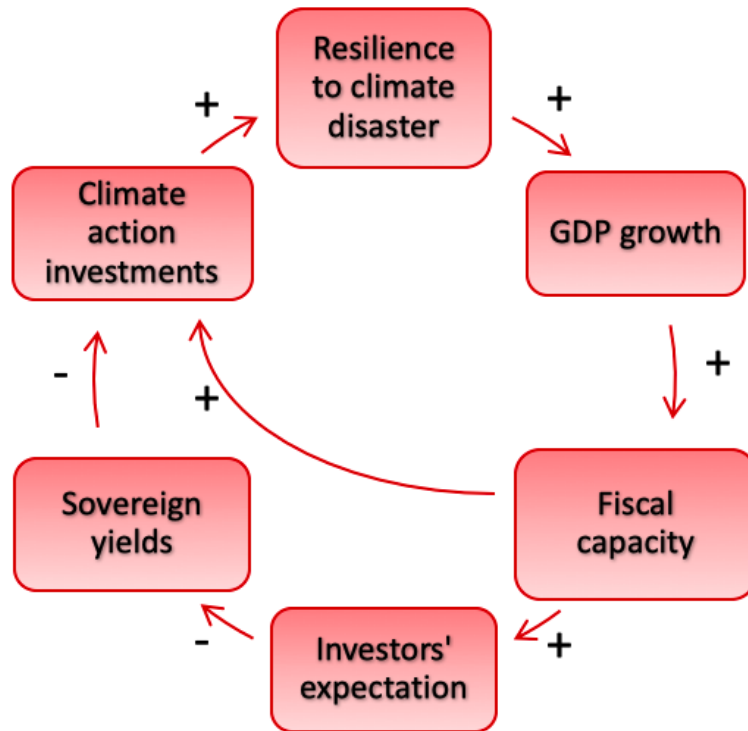 Resilience
to climate
disaster
+
+
Climate
action
investments
GDP growth
-
+
+
Sovereign
yields
Fiscal
capacity
-
+
Investors'
expectation